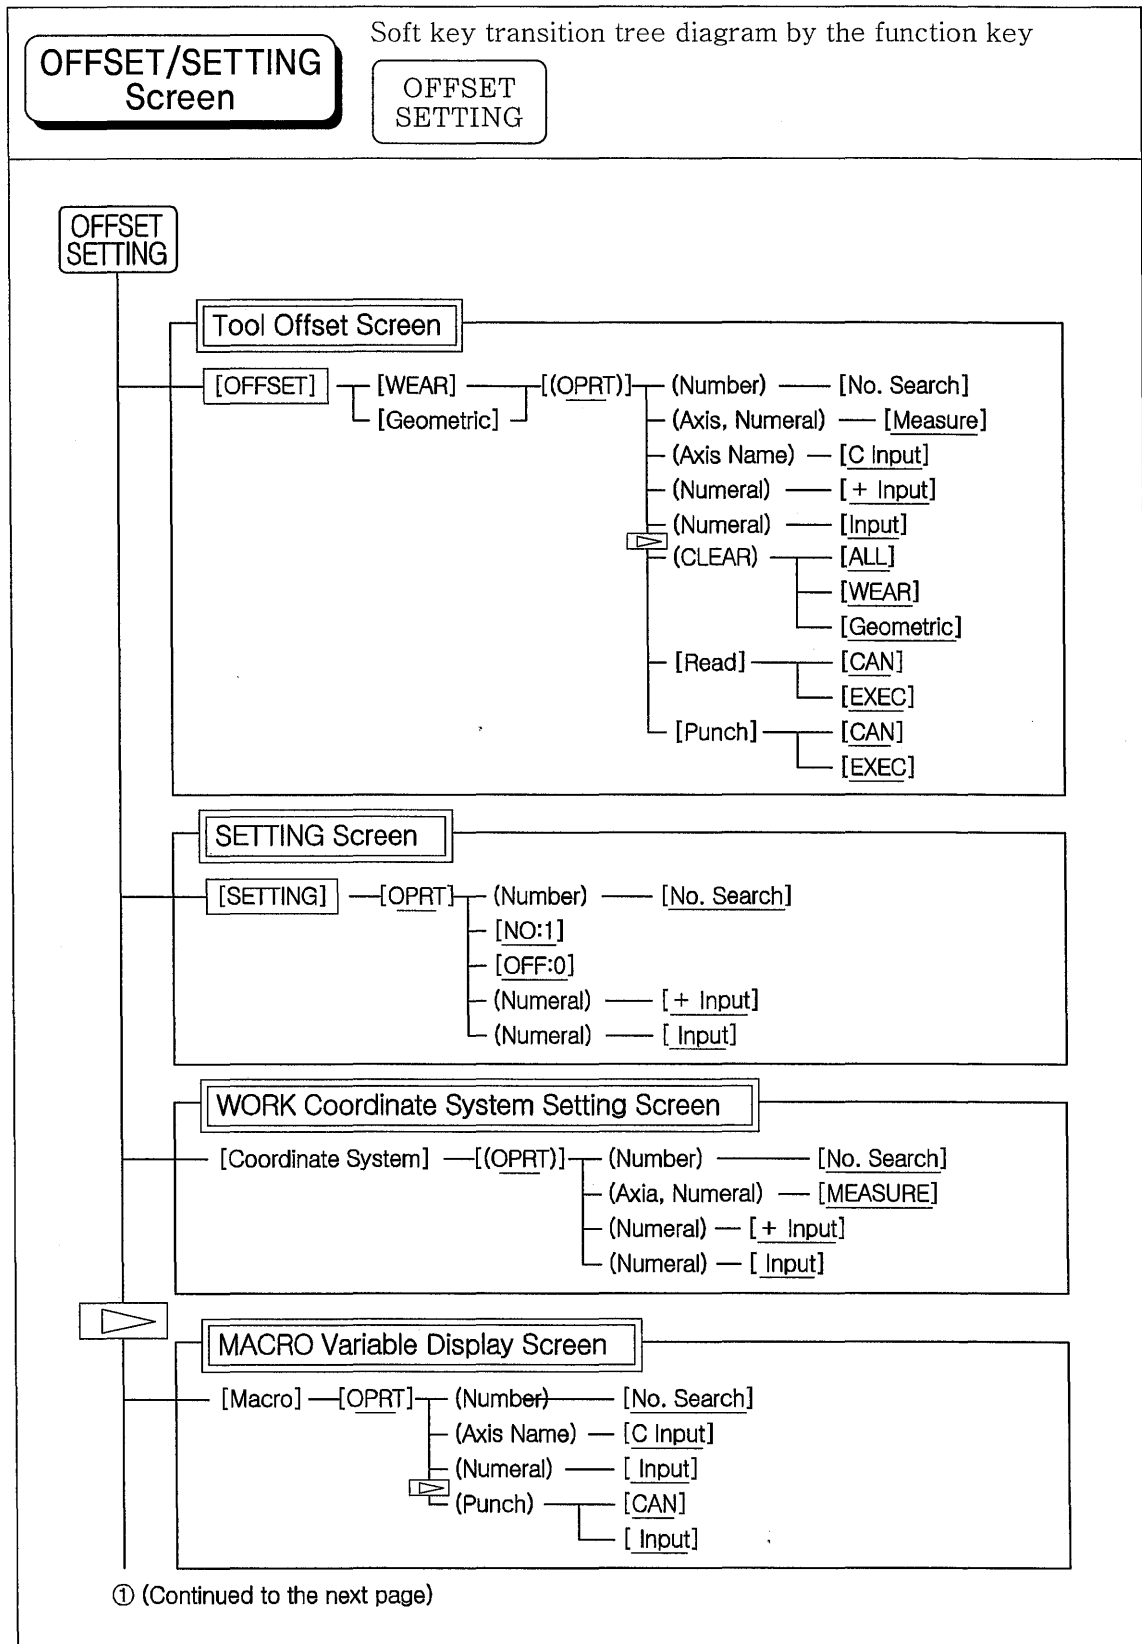 Soft key transition tree diagram by the function key
OFFSET/SETTING
Screen
OFFSET
SETTING
OFFSET
SETTING
Tool Offset Screen
[OFFSET] [WEAR] [(OPRT)] (Number) [No. Search]
[Geometric] (Axis, Numeral) [Measure]
(Axis Name) [C Input]
(Numeral) [+ Input]
(Numeral) [Input]
(CLEAR) [ALL]
[WEAR]
[Geometric]
[Read] [CAN]
[EXEC]
[Punch] [CAN]
[EXEC]
SETTING Screen
[SETTING] [OPRT] (Number) [No. Search]
[NO:1]
[OFF:0]
(Numeral) [+ Input]
(Numeral) [ Input]
WORK Coordinate System Setting Screen
[Coordinate System] [(OPRT)] (Number) [No. Search]
(Axia, Numeral) [MEASURE]
(Numeral) [+ Input]
(Numeral) [ Input]
MACRO Variable Display Screen
[Macro] [OPRT] (Number) [No. Search]
(Axis Name) [C Input]
(Numeral) [ Input]
(Punch) [CAN]
[ Input]
① (Continued to the next page)